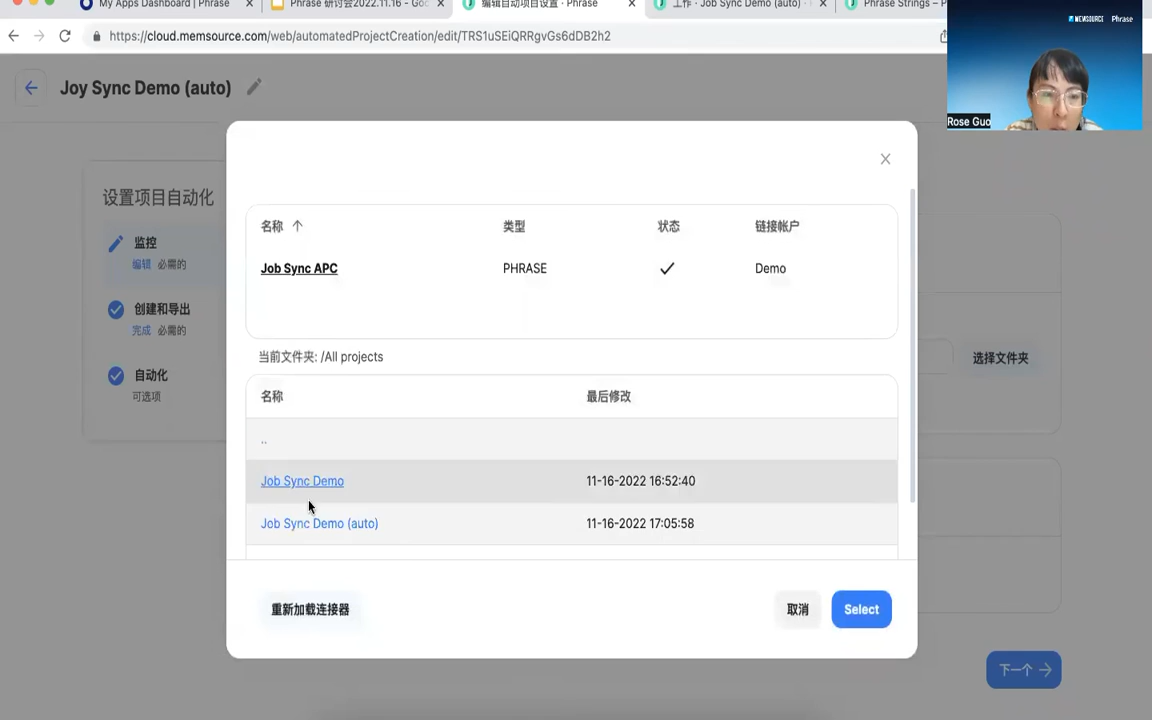 My Apps Dashboard | Phrase
Phrase 研讨会2022.11.16 - Goo
编辑自动项目设置 · Phrase
工作 · Job Sync Demo (auto) ·
Phrase Strings – P
https://cloud.memsource.com/web/automatedProjectCreation/edit/TRS1uSEiQRRgvGs6dDB2h2
MEMSOURCE Phrase
Joy Sync Demo (auto)
Rose Guo
设置项目自动化
监控
编辑 必需的
创建和导出
完成 必需的
自动化
可选项
名称 类型 状态 链接帐户
Job Sync APC PHRASE Demo
当前文件夹: /All projects
选择文件夹
名称 最后修改
..
Job Sync Demo 11-16-2022 16:52:40
Job Sync Demo (auto) 11-16-2022 17:05:58
重新加载连接器 取消 Select
下一个